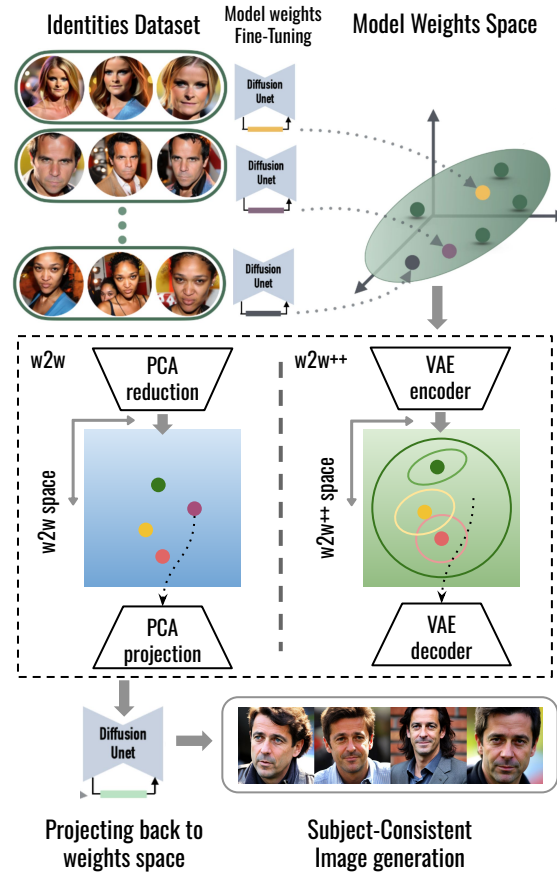 Identities Dataset
Model weights
Fine-Tuning
Model Weights Space
Diffusion
Unet
Diffusion
Unet
Diffusion
Unet
w2w
PCA
reduction
w2w space
PCA
projection
w2w++
VAE
encoder
w2w++ space
VAE
decoder
Diffusion
Unet
Projecting back to
weights space
Subject-Consistent
Image generation